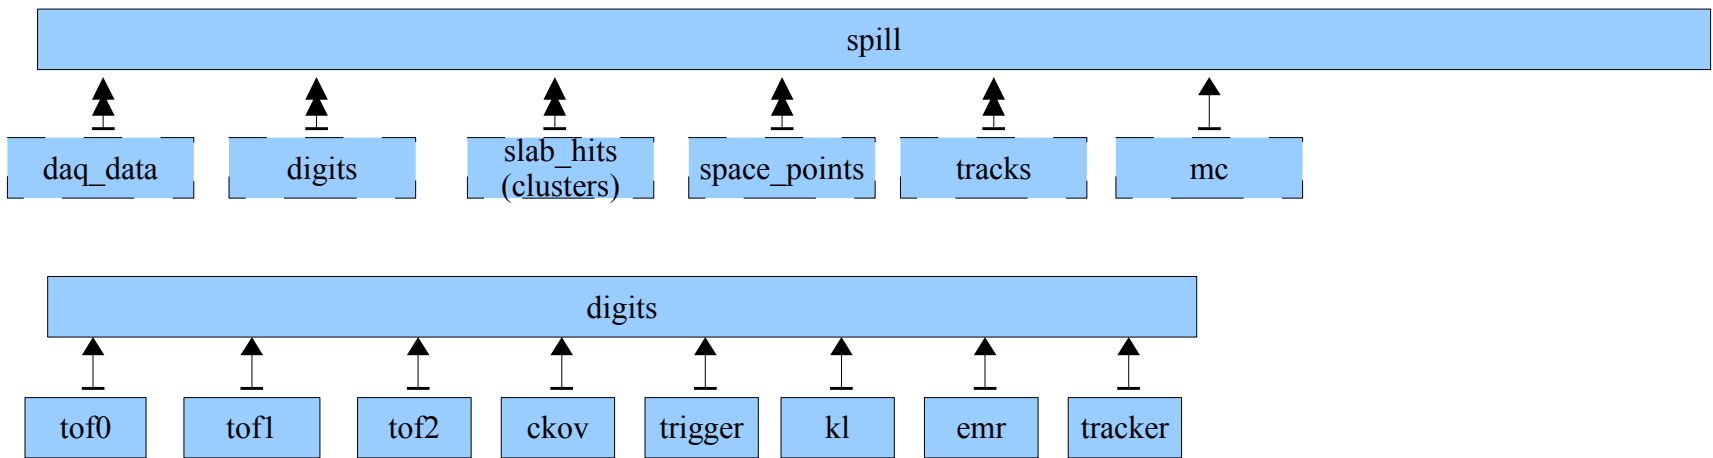 spill
daq_data
digits
slab_hits
(clusters)
space_points
tracks
mc
digits
tof0
tof1
tof2
ckov
trigger
kl
emr
tracker